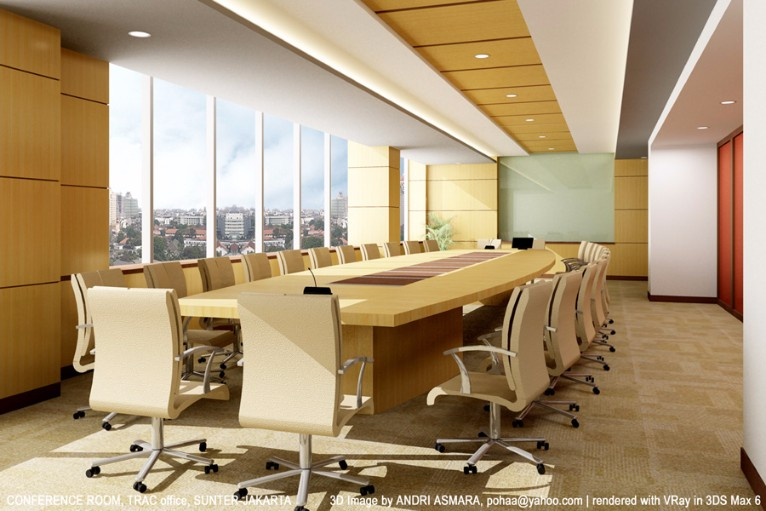 CONFERENCE ROOM, TRAC office, SUNTER-JAKARTA 3D Image by ANDRI ASMARA, pohaa@yahoo.com | rendered with VRay in 3DS Max 6